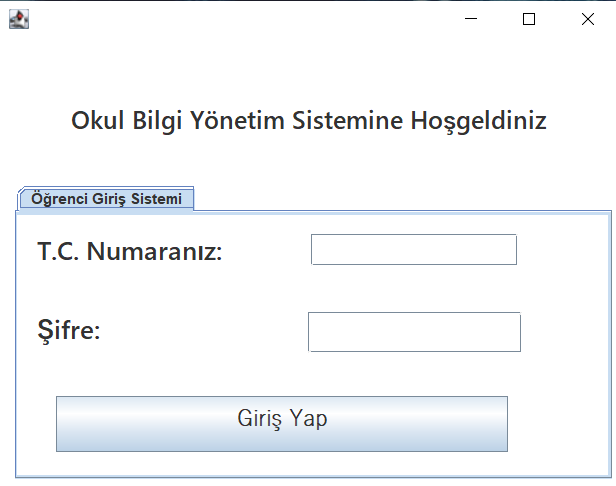 Okul Bilgi Yönetim Sistemine Hoşgeldiniz
Öğrenci Giriş Sistemi
T.C. Numaranız:
Şifre:
Giriş Yap